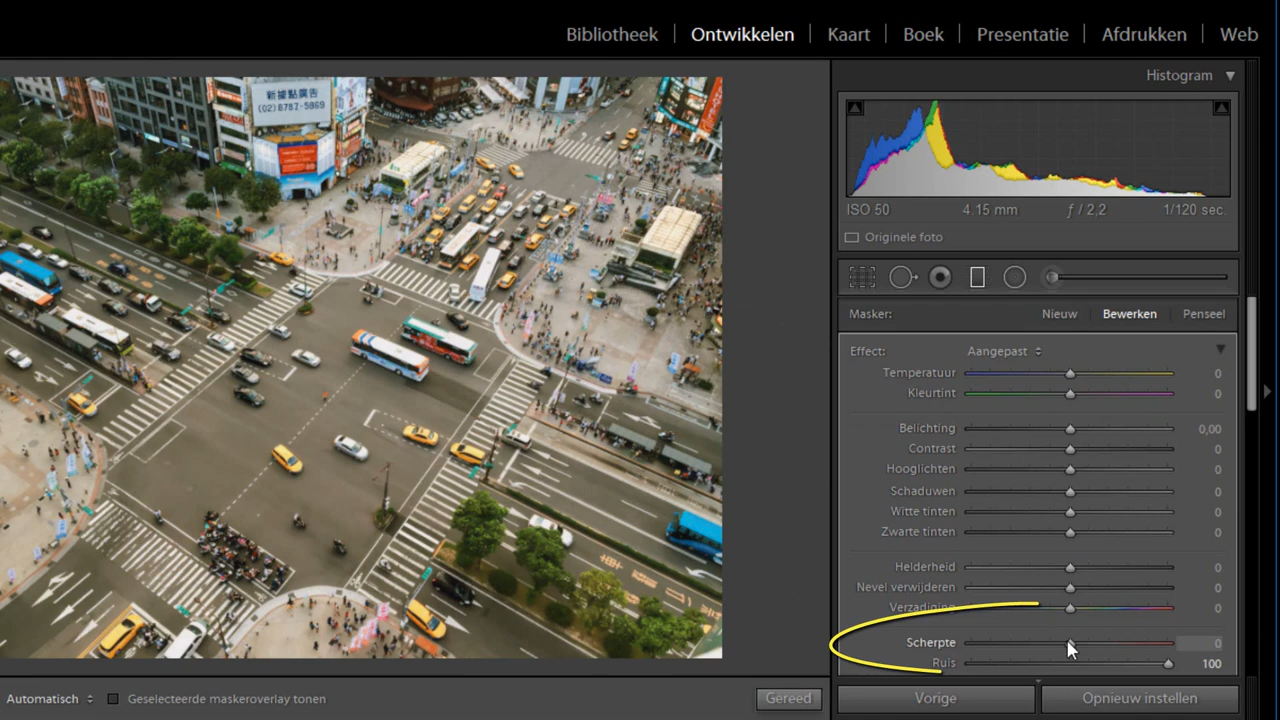 Bibliotheek Ontwikkelen Kaart Boek Presentatie Afdrukken Web
Histogram
新據點廣告
(02) 8787-5869
ISO 50 4.15 mm ƒ / 2,2 1/120 sec.
Originele foto
Masker: Nieuw Bewerken Penseel
Effect: Aangepast
Temperatuur 0
Kleurtint 0
Belichting 0,00
Contrast 0
Hooglichten 0
Schaduwen 0
Witte tinten 0
Zwarte tinten 0
Helderheid 0
Nevel verwijderen 0
Verzadiging 0
Scherpte 0
Ruis 100
Automatisch Geselecteerde maskeroverlay tonen Gereed Vorige Opnieuw instellen